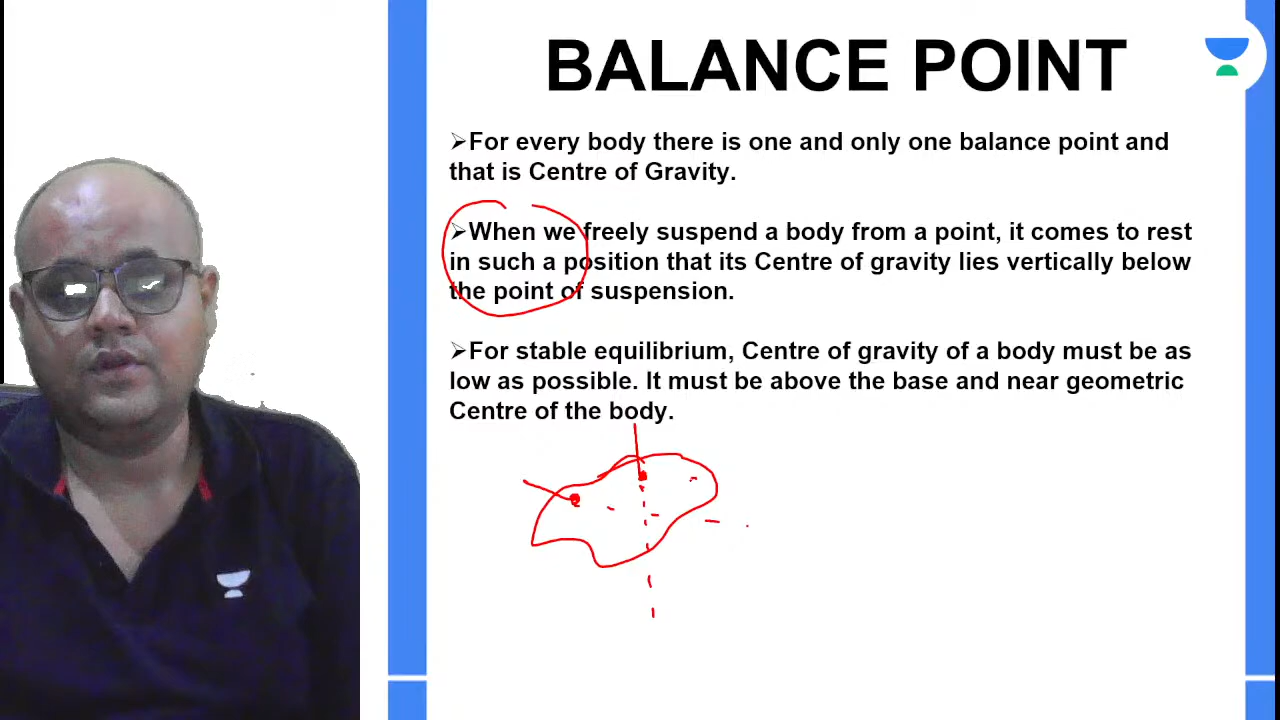 BALANCE POINT
➢For every body there is one and only one balance point and
that is Centre of Gravity.
➢When we freely suspend a body from a point, it comes to rest
in such a position that its Centre of gravity lies vertically below
the point of suspension.
➢For stable equilibrium, Centre of gravity of a body must be as
low as possible. It must be above the base and near geometric
Centre of the body.